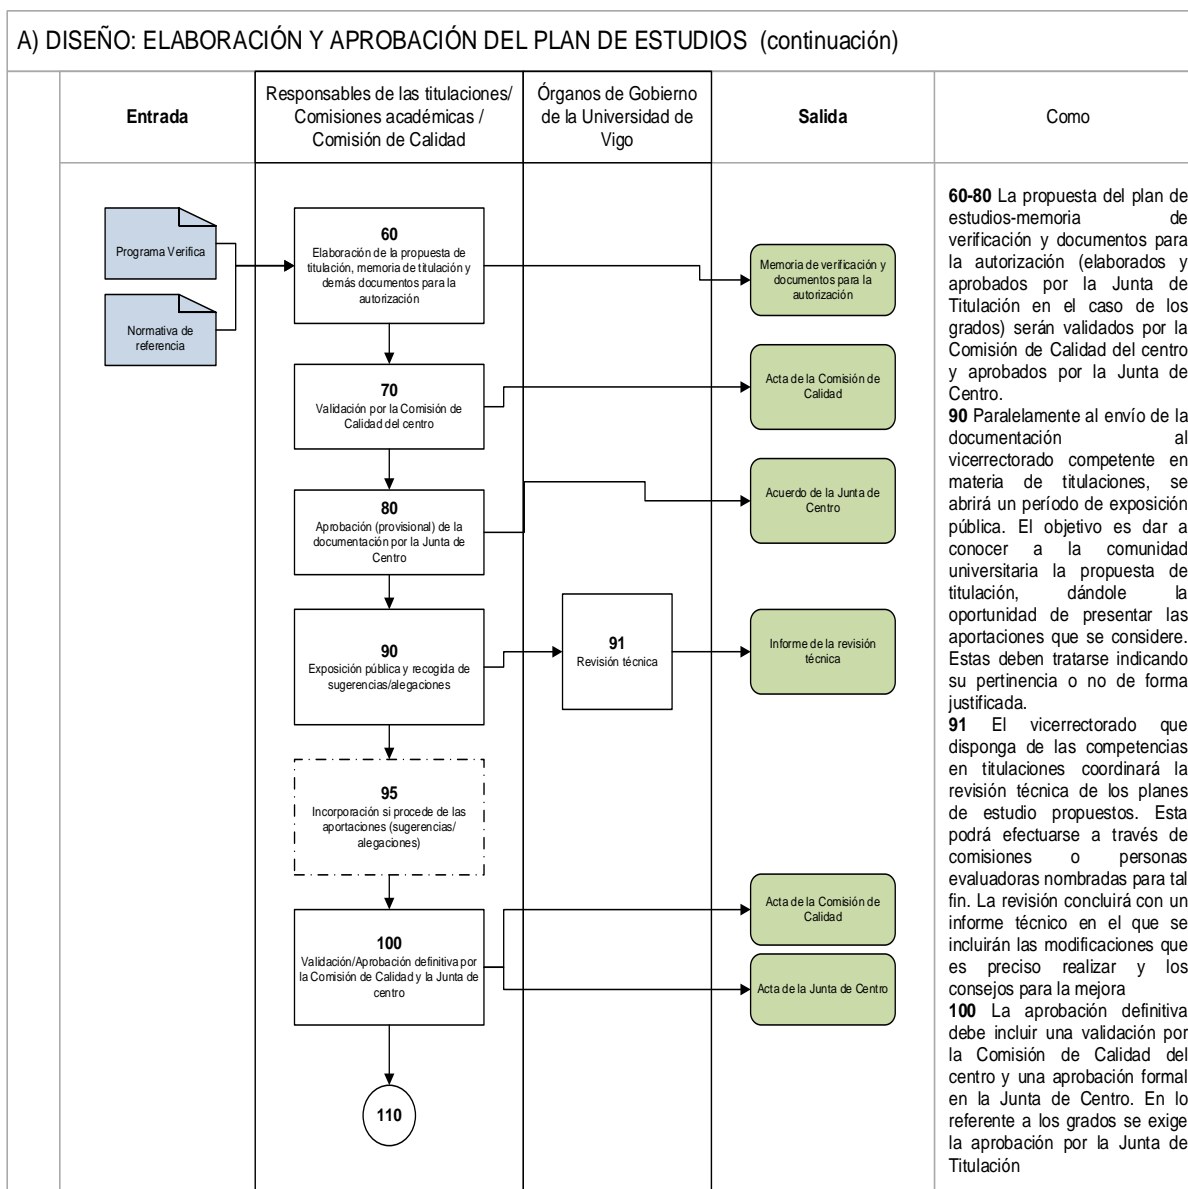 A) DISEÑO: ELABORACIÓN Y APROBACIÓN DEL PLAN DE ESTUDIOS (continuación)
Entrada
Responsables de las titulaciones/
Comisiones académicas /
Comisión de Calidad
Órganos de Gobierno
de la Universidad de
Vigo
Salida
Como
Programa Verifica
Normativa de
referencia
60
Elaboración de la propuesta de
titulación, memoria de titulación y
demás documentos para la
autorización
Memoria de verificación y
documentos para la
autorización
70
Validación por la Comisión de
Calidad del centro
Acta de la Comisión de
Calidad
80
Aprobación (provisional) de la
documentación por la Junta de
Centro
Acuerdo de la Junta de
Centro
90
Exposición pública y recogida de
sugerencias/alegaciones
91
Revisión técnica
Informe de la revisión
técnica
95
Incorporación si procede de las
aportaciones (sugerencias/
alegaciones)
100
Validación/Aprobación definitiva por
la Comisión de Calidad y la Junta de
centro
Acta de la Comisión de
Calidad
Acta de la Junta de Centro
110
60-80 La propuesta del plan de
estudios-memoria de
verificación y documentos para
la autorización (elaborados y
aprobados por la Junta de
Titulación en el caso de los
grados) serán validados por la
Comisión de Calidad del centro
y aprobados por la Junta de
Centro.
90 Paralelamente al envío de la
documentación al
vicerrectorado competente en
materia de titulaciones, se
abrirá un período de exposición
pública. El objetivo es dar a
conocer a la comunidad
universitaria la propuesta de
titulación, dándole la
oportunidad de presentar las
aportaciones que se considere.
Estas deben tratarse indicando
su pertinencia o no de forma
justificada.
91 El vicerrectorado que
disponga de las competencias
en titulaciones coordinará la
revisión técnica de los planes
de estudio propuestos. Esta
podrá efectuarse a través de
comisiones o personas
evaluadoras nombradas para tal
fin. La revisión concluirá con un
informe técnico en el que se
incluirán las modificaciones que
es preciso realizar y los
consejos para la mejora
100 La aprobación definitiva
debe incluir una validación por
la Comisión de Calidad del
centro y una aprobación formal
en la Junta de Centro. En lo
referente a los grados se exige
la aprobación por la Junta de
Titulación